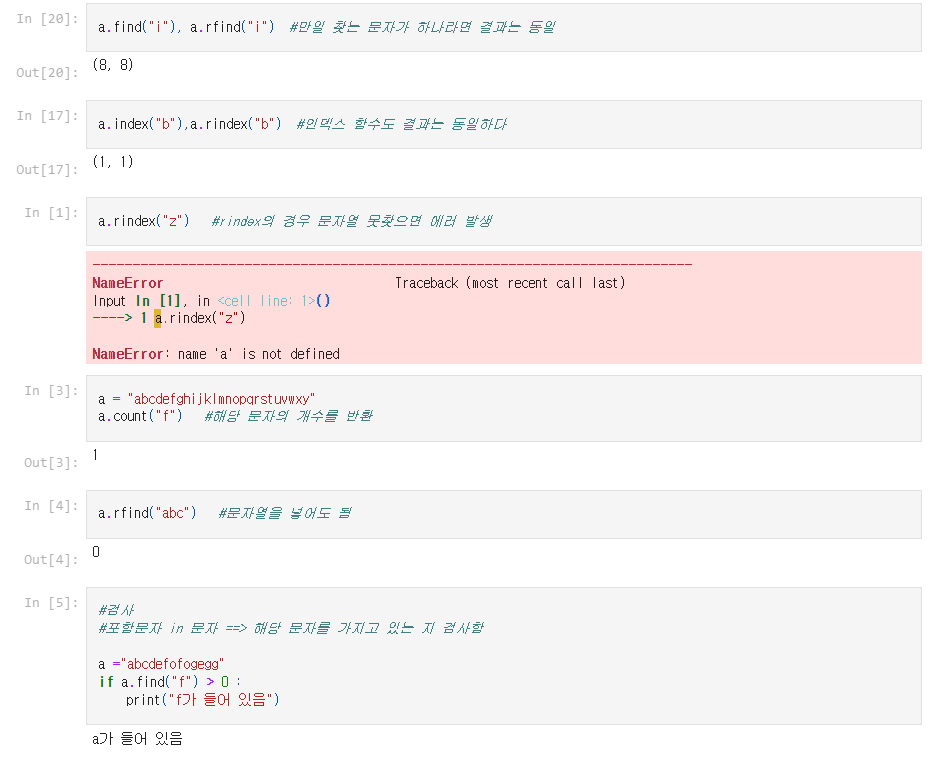 In [20]: a.find("i"), a.rfind("i") #만일 찾는 문자가 하나라면 결과는 동일
Out[20]: (8, 8)
In [17]: a.index("b"),a.rindex("b") #인덱스 함수도 결과는 동일하다
Out[17]: (1, 1)
In [1]: a.rindex("z") #rindex의 경우 문자열 못찾으면 에러 발생
---------------------------------------------------------------------------
NameError Traceback (most recent call last)
Input In [1], in <cell line: 1>()
----> 1 a.rindex("z")
NameError: name 'a' is not defined
In [3]: a = "abcdefghijklmnopqrstuvwxy"
a.count("f") #해당 문자의 개수를 반환
Out[3]: 1
In [4]: a.rfind("abc") #문자열을 넣어도 됨
Out[4]: 0
In [5]: #검사
#포함문자 in 문자 ==> 해당 문자를 가지고 있는 지 검사함
a ="abcdefofogegg"
if a.find("f") > 0 :
print("f가 들어 있음")
a가 들어 있음